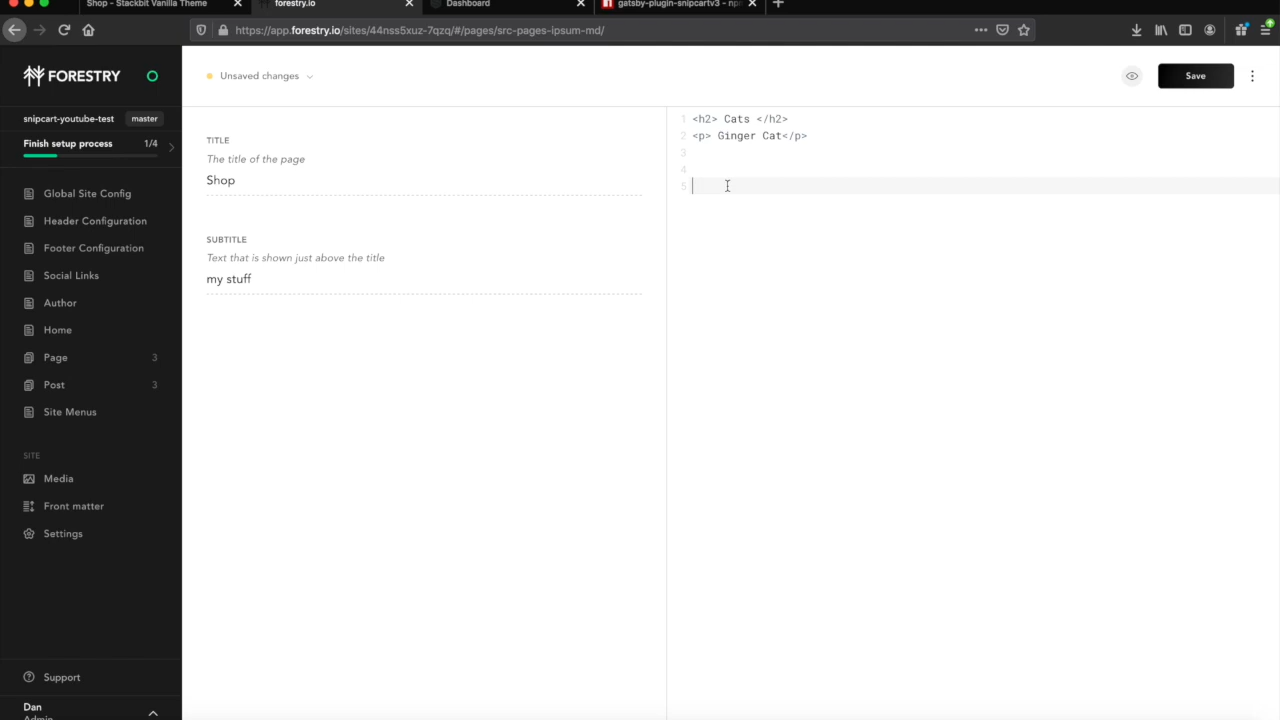 Shop - Stackbit Vanilla Theme
forestry.io
Dashboard
gatsby-plugin-snipcartv3 - npm
https://app.forestry.io/sites/44nss5xuz-7qzq/#/pages/src-pages-ipsum-md/
FORESTRY
Unsaved changes
Save
snipcart-youtube-test master
Finish setup process 1/4
Global Site Config
Header Configuration
Footer Configuration
Social Links
Author
Home
Page 3
Post 3
Site Menus
SITE
Media
Front matter
Settings
Support
Dan
Admin
TITLE
The title of the page
Shop
SUBTITLE
Text that is shown just above the title
my stuff
1 <h2> Cats </h2>
2 <p> Ginger Cat</p>
3
4
5